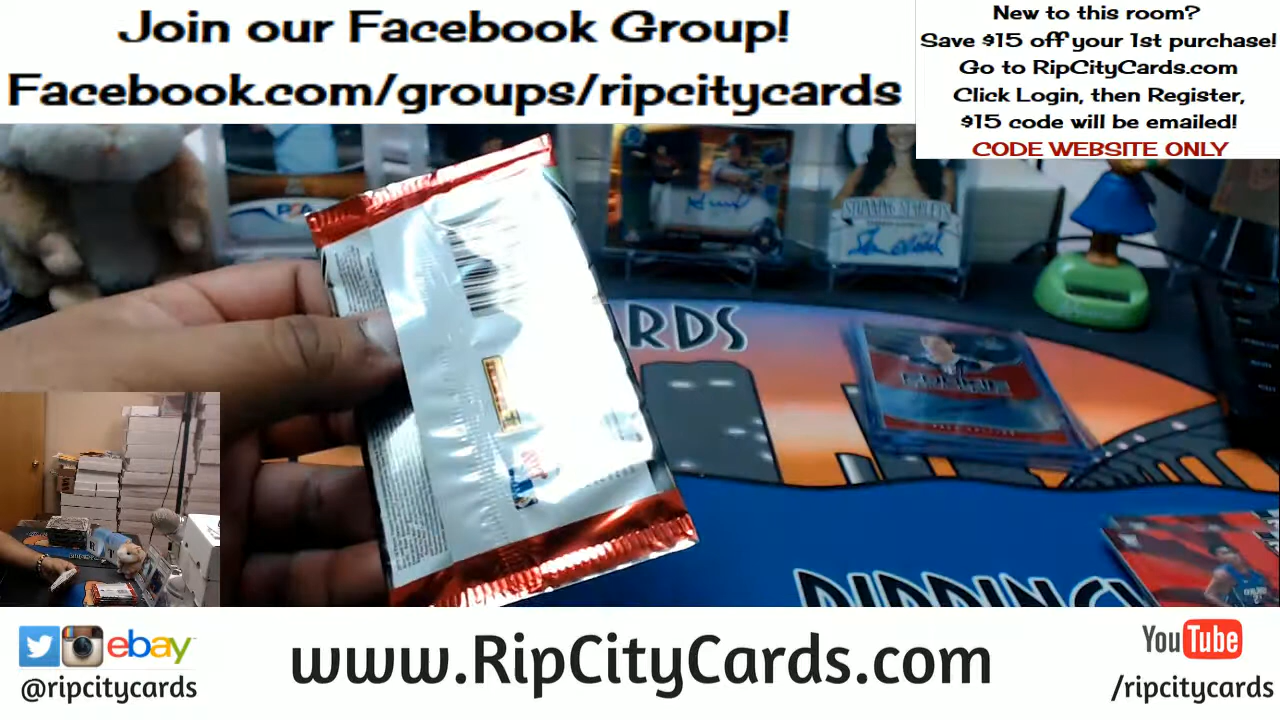 Join our Facebook Group!
Facebook.com/groups/ripcitycards
New to this room?
Save $15 off your 1st purchase!
Go to RipCityCards.com
Click Login, then Register,
$15 code will be emailed!
CODE WEBSITE ONLY
PSA
RDS
www.RipCityCards.com
ebay
@ripcitycards
YouTube
/ripcitycards